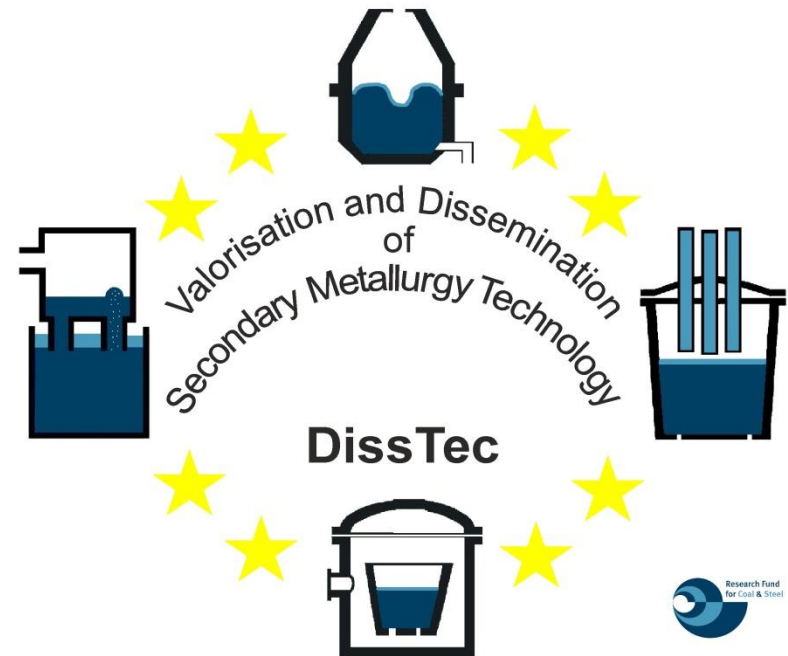 Valorisation and Dissemination
of
Secondary Metallurgy Technology
DissTec
Research Fund
for Coal & Steel